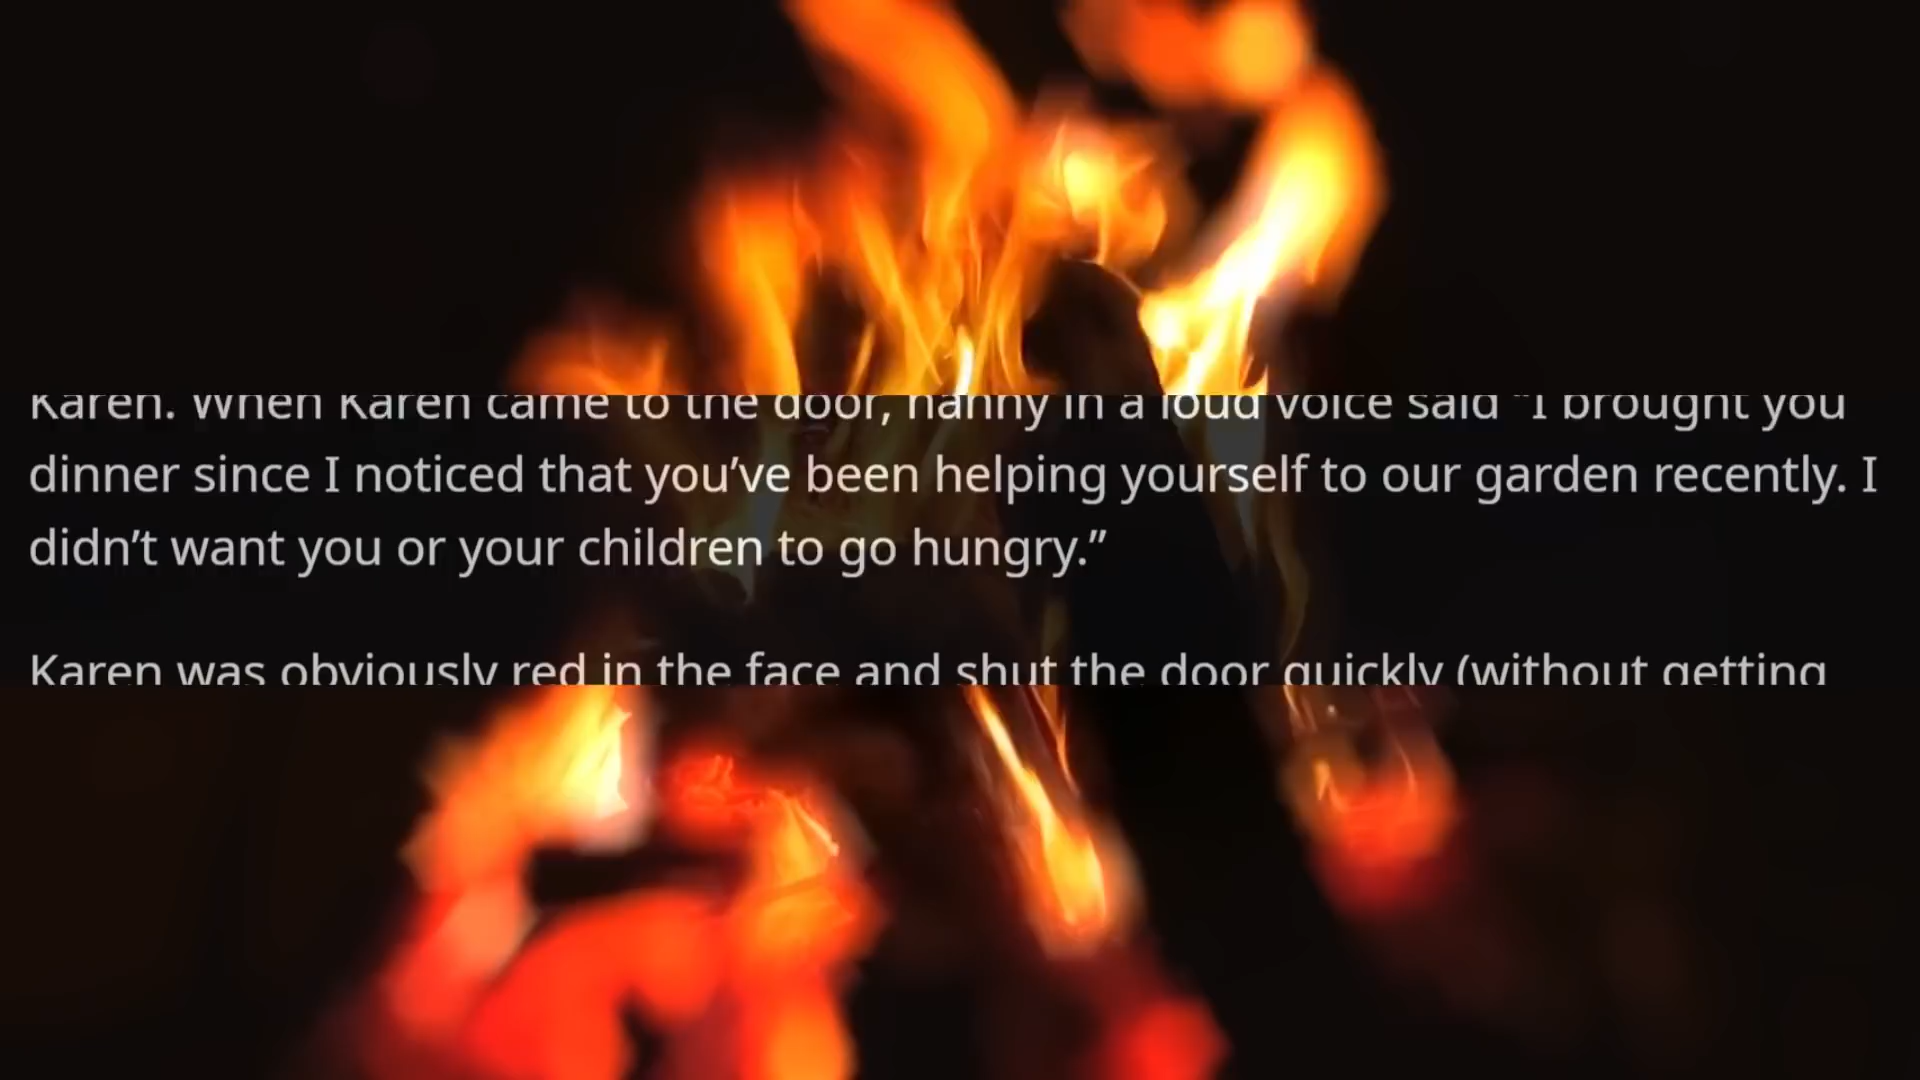 Karen. When Karen came to the door, nanny in a loud voice said “I brought you
dinner since I noticed that you’ve been helping yourself to our garden recently. I
didn’t want you or your children to go hungry.”
Karen was obviously red in the face and shut the door quickly (without getting